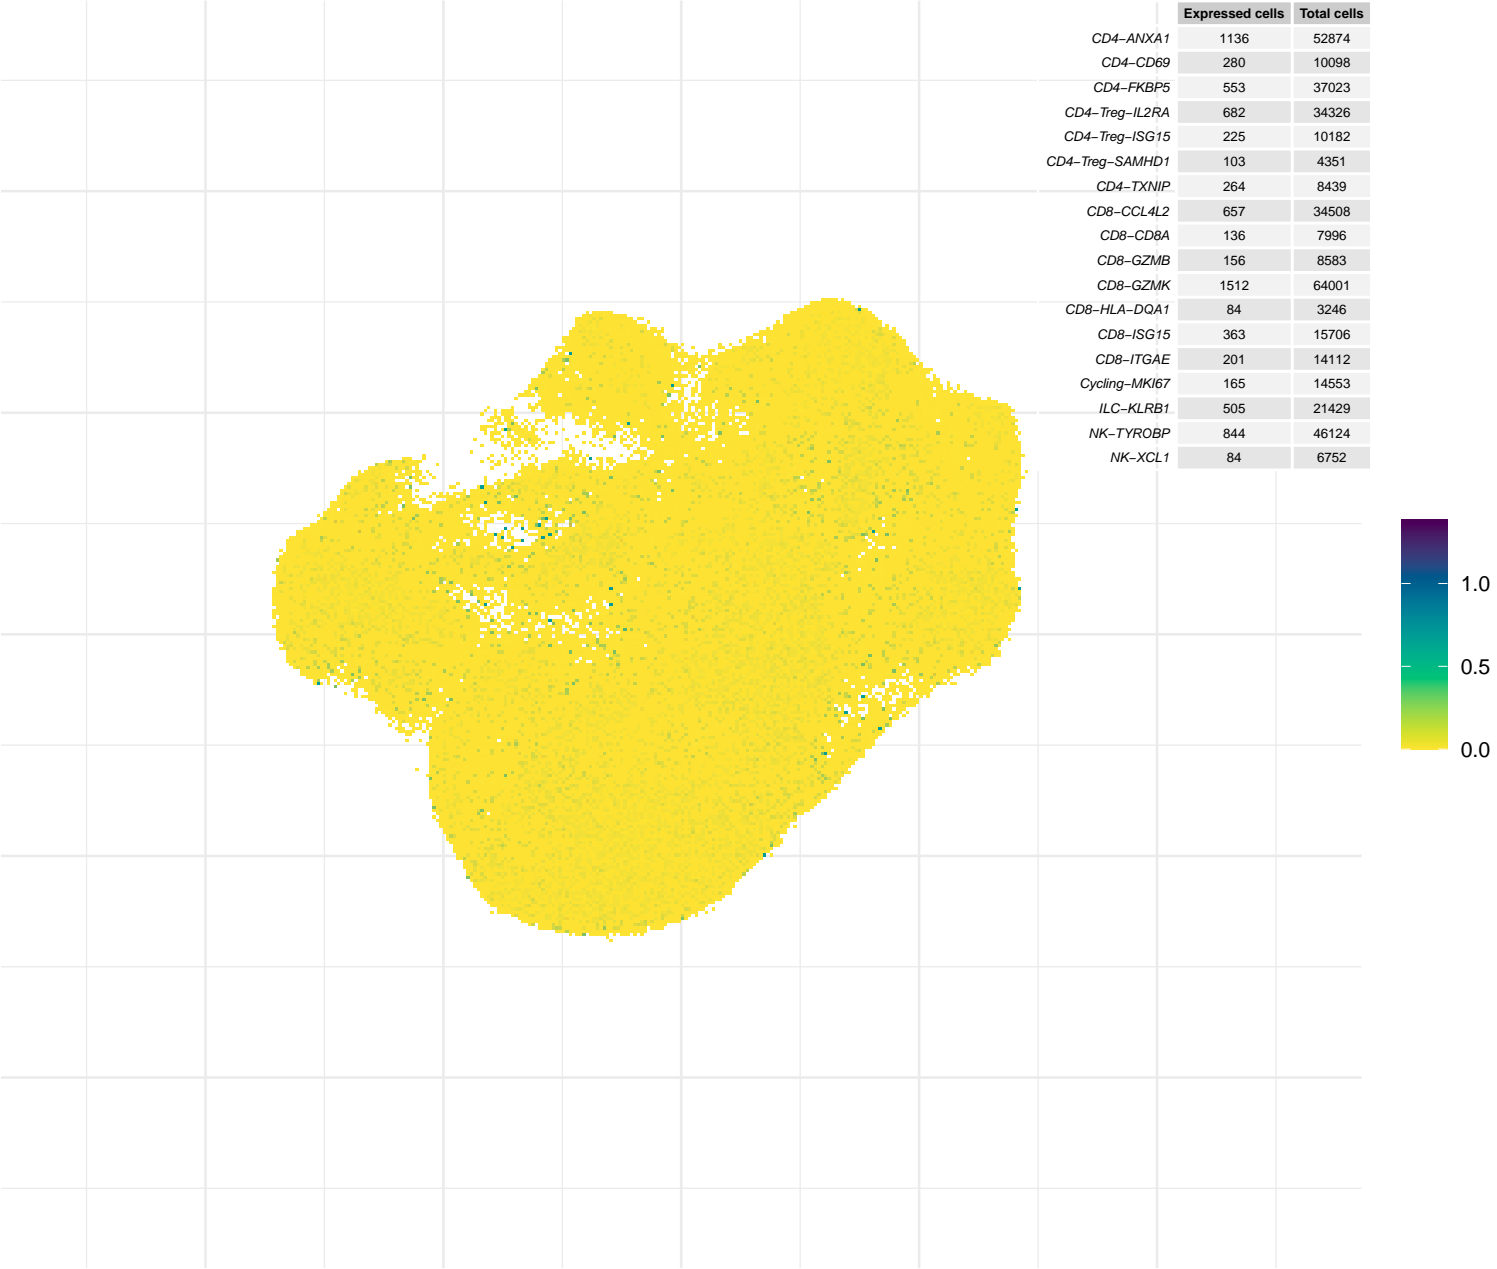 Expressed cells Total cells
CD4−ANXA1 1136 52874
CD4−CD69 280 10098
CD4−FKBP5 553 37023
CD4−Treg−IL2RA 682 34326
CD4−Treg−ISG15 225 10182
CD4−Treg−SAMHD1 103 4351
CD4−TXNIP 264 8439
CD8−CCL4L2 657 34508
CD8−CD8A 136 7996
CD8−GZMB 156 8583
CD8−GZMK 1512 64001
CD8−HLA−DQA1 84 3246
CD8−ISG15 363 15706
CD8−ITGAE 201 14112
Cycling−MKI67 165 14553
ILC−KLRB1 505 21429
NK−TYROBP 844 46124
NK−XCL1 84 6752
1.0
0.5
0.0